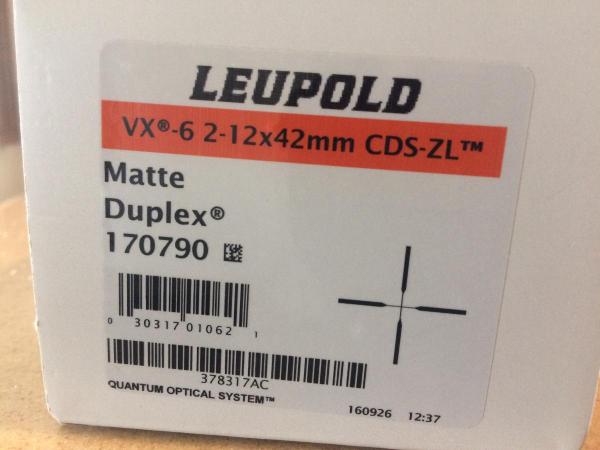 LEUPOLD
VX®-6 2-12x42mm CDS-ZL™
Matte
Duplex®
170790
0 30317 01062 1
378317AC
QUANTUM OPTICAL SYSTEM™
160926 12:37